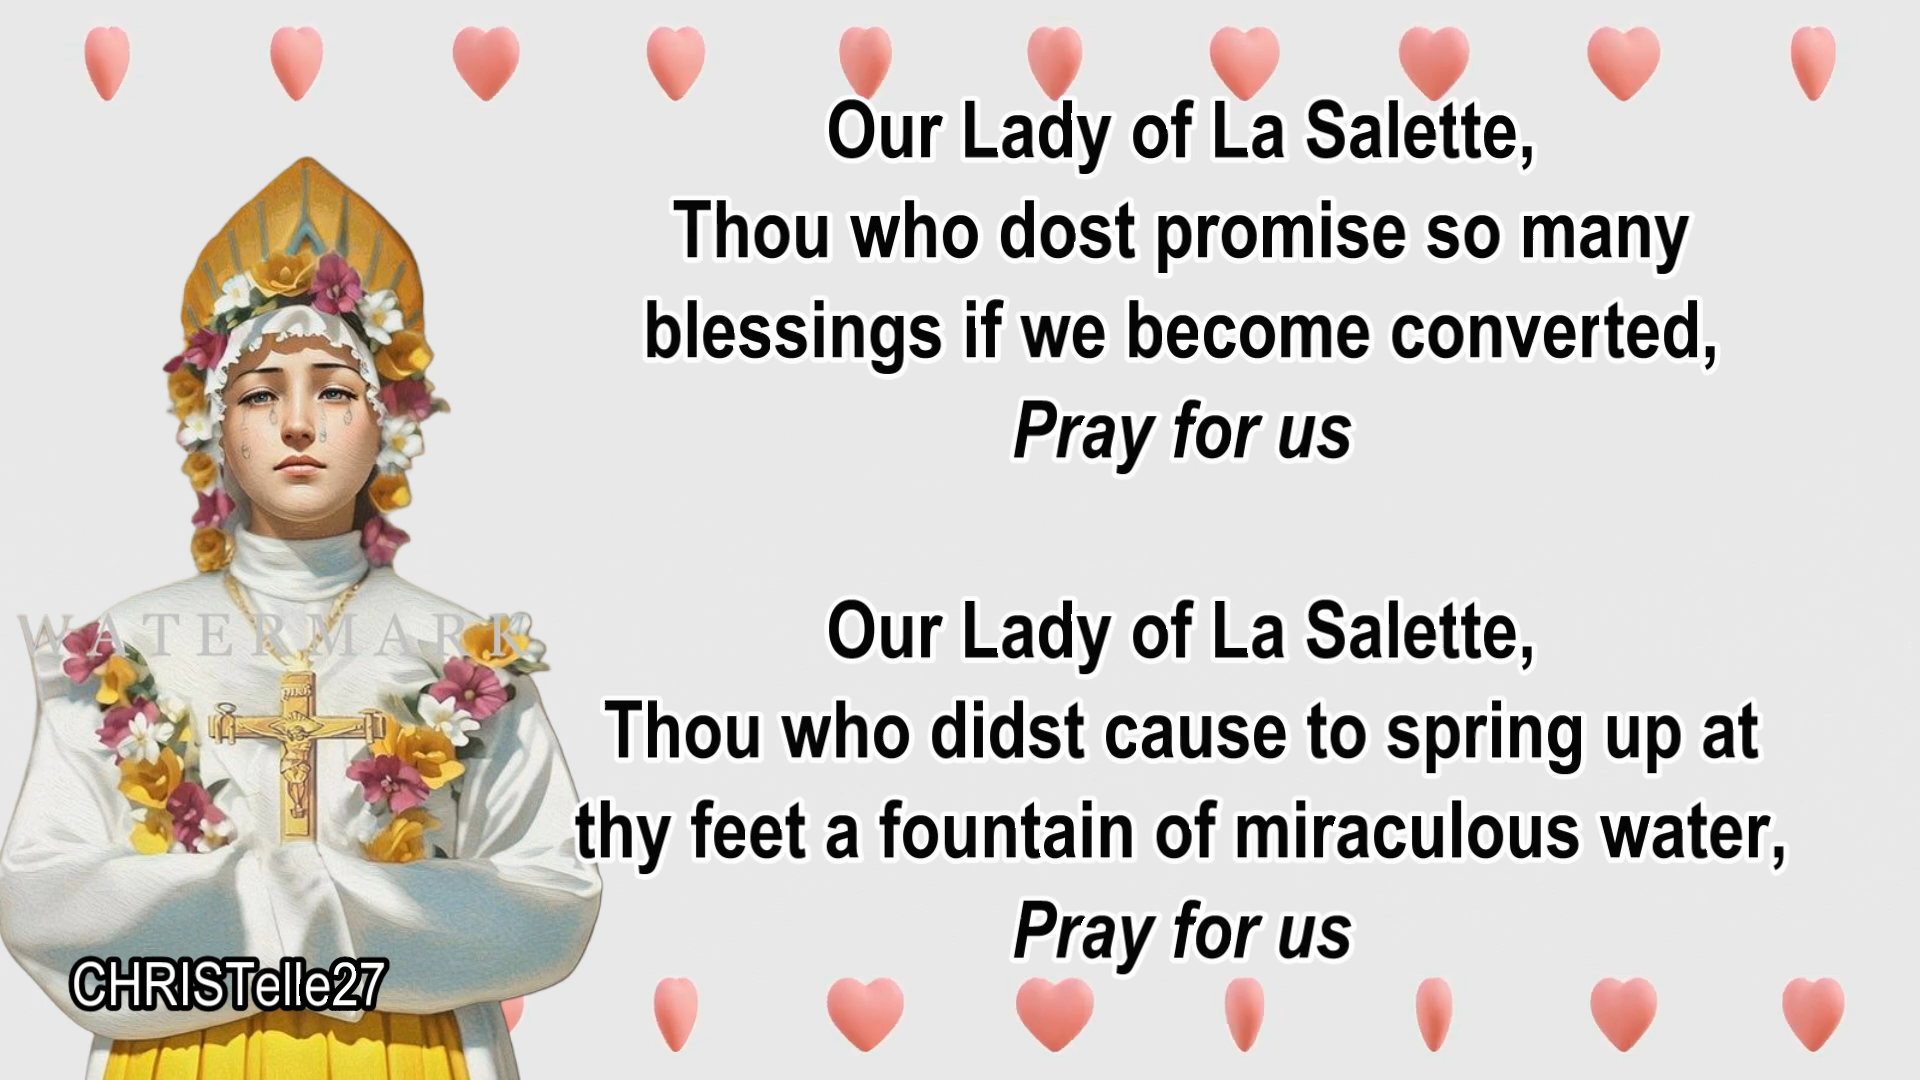 Our Lady of La Salette,
Thou who dost promise so many
blessings if we become converted,
Pray for us
Our Lady of La Salette,
Thou who didst cause to spring up at
thy feet a fountain of miraculous water,
Pray for us
WATERMARK
CHRISTelle27